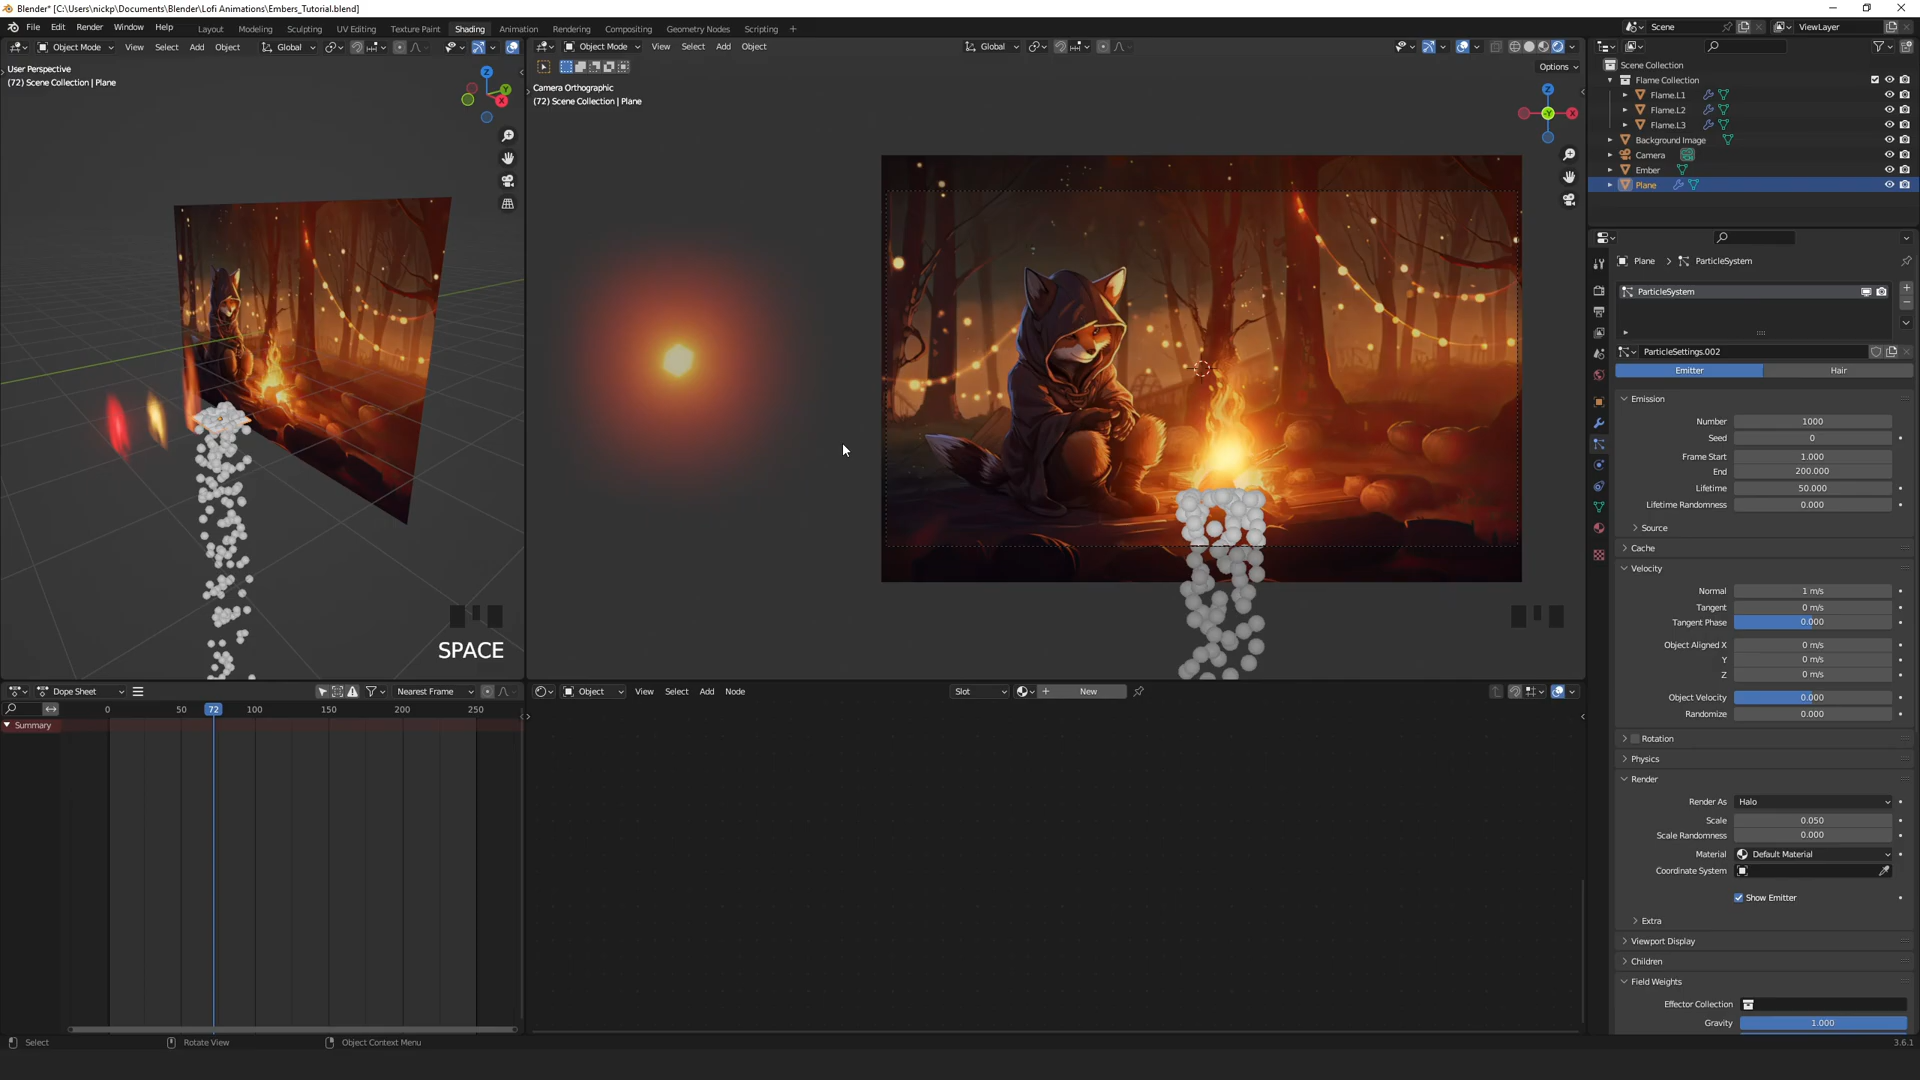 Blender* [C:\Users\nickp\Documents\Blender\Lofi Animations\Embers_Tutorial.blend]
File Edit Render Window Help Layout Modeling Sculpting UV Editing Texture Paint Shading Animation Rendering Compositing Geometry Nodes Scripting + Scene ViewLayer
Object Mode View Select Add Object Global
Object Mode View Select Add Object Global
Options
User Perspective
(72) Scene Collection | Plane
Camera Orthographic
(72) Scene Collection | Plane
Z
Y
X
Z
Y
X
SPACE
Scene Collection
Flame Collection
Flame.L1
Flame.L2
Flame.L3
Background Image
Camera
Ember
Plane
Plane > ParticleSystem
ParticleSystem
ParticleSettings.002
Emitter Hair
Emission
Number 1000
Seed 0
Frame Start 1.000
End 200.000
Lifetime 50.000
Lifetime Randomness 0.000
Source
Cache
Velocity
Normal 1 m/s
Tangent 0 m/s
Tangent Phase 0.000
Object Aligned X 0 m/s
Y 0 m/s
Z 0 m/s
Object Velocity 0.000
Randomize 0.000
Rotation
Physics
Render
Render As Halo
Scale 0.050
Scale Randomness 0.000
Material Default Material
Coordinate System
Show Emitter
Extra
Viewport Display
Children
Field Weights
Effector Collection
Gravity 1.000
Dope Sheet Nearest Frame
0 50 72 100 150 200 250
Summary
Object View Select Add Node Slot + New
Select Rotate View Object Context Menu 3.6.1